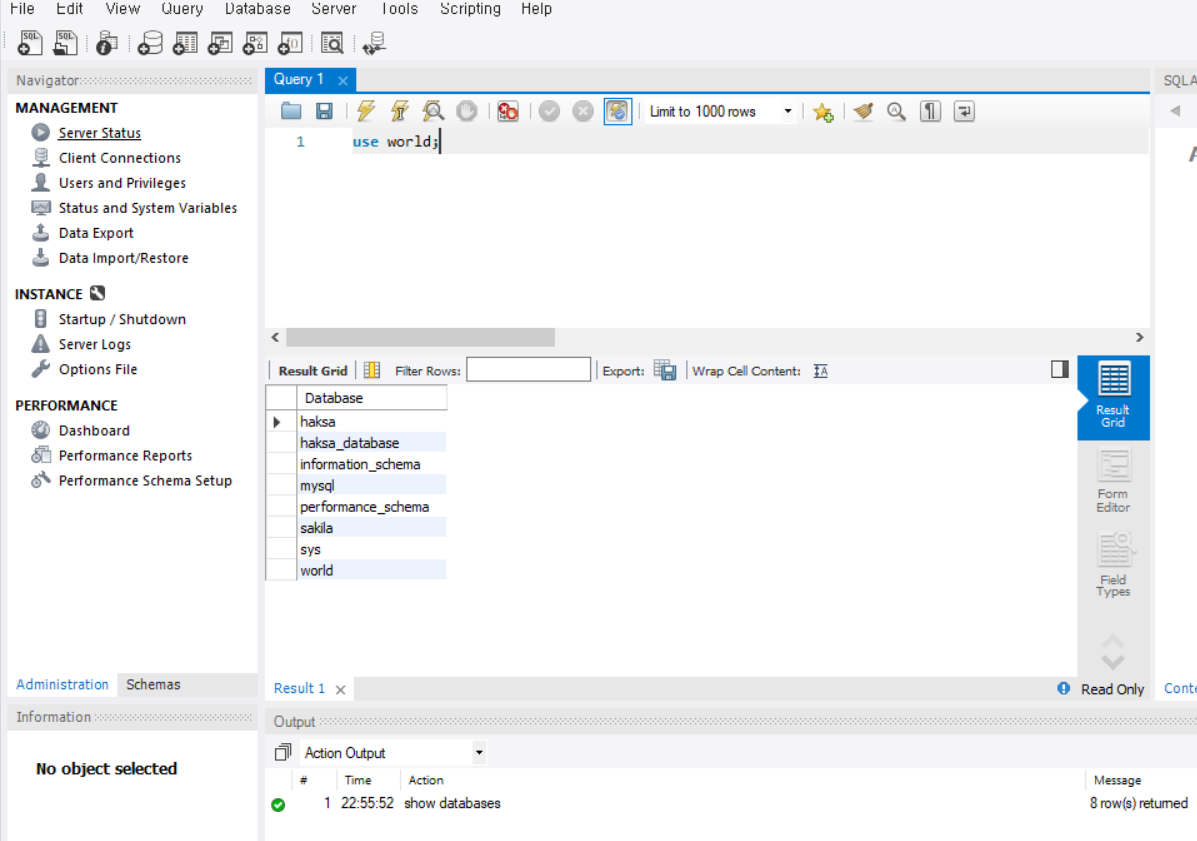 File Edit View Query Database Server Tools Scripting Help
SQL SQL
Navigator
MANAGEMENT
Server Status
Client Connections
Users and Privileges
Status and System Variables
Data Export
Data Import/Restore
INSTANCE
Startup / Shutdown
Server Logs
Options File
PERFORMANCE
Dashboard
Performance Reports
Performance Schema Setup
Administration Schemas
Information
No object selected
Query 1
Limit to 1000 rows
1 use world;
Result Grid Filter Rows: Export: Wrap Cell Content:
Database
haksa
haksa_database
information_schema
mysql
performance_schema
sakila
sys
world
Result
Grid
Form
Editor
Field
Types
Result 1 Read Only
Output
Action Output
# Time Action Message
1 22:55:52 show databases 8 row(s) returned
SQLA
A
Conte